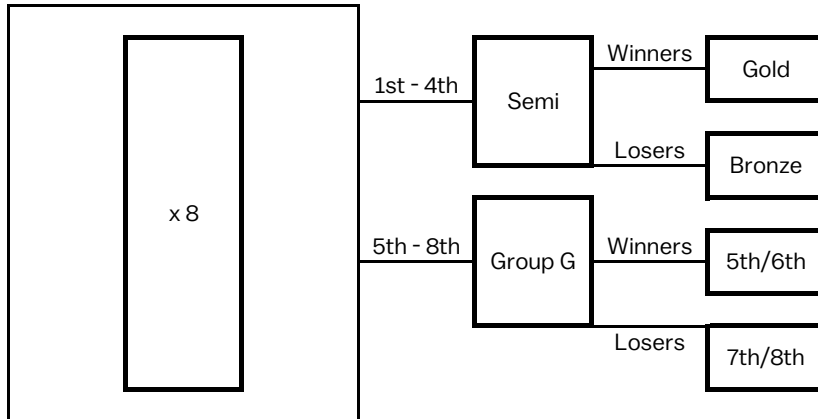 x 8
1st - 4th
5th - 8th
Semi
Group G
Winners
Losers
Winners
Losers
Gold
Bronze
5th/6th
7th/8th